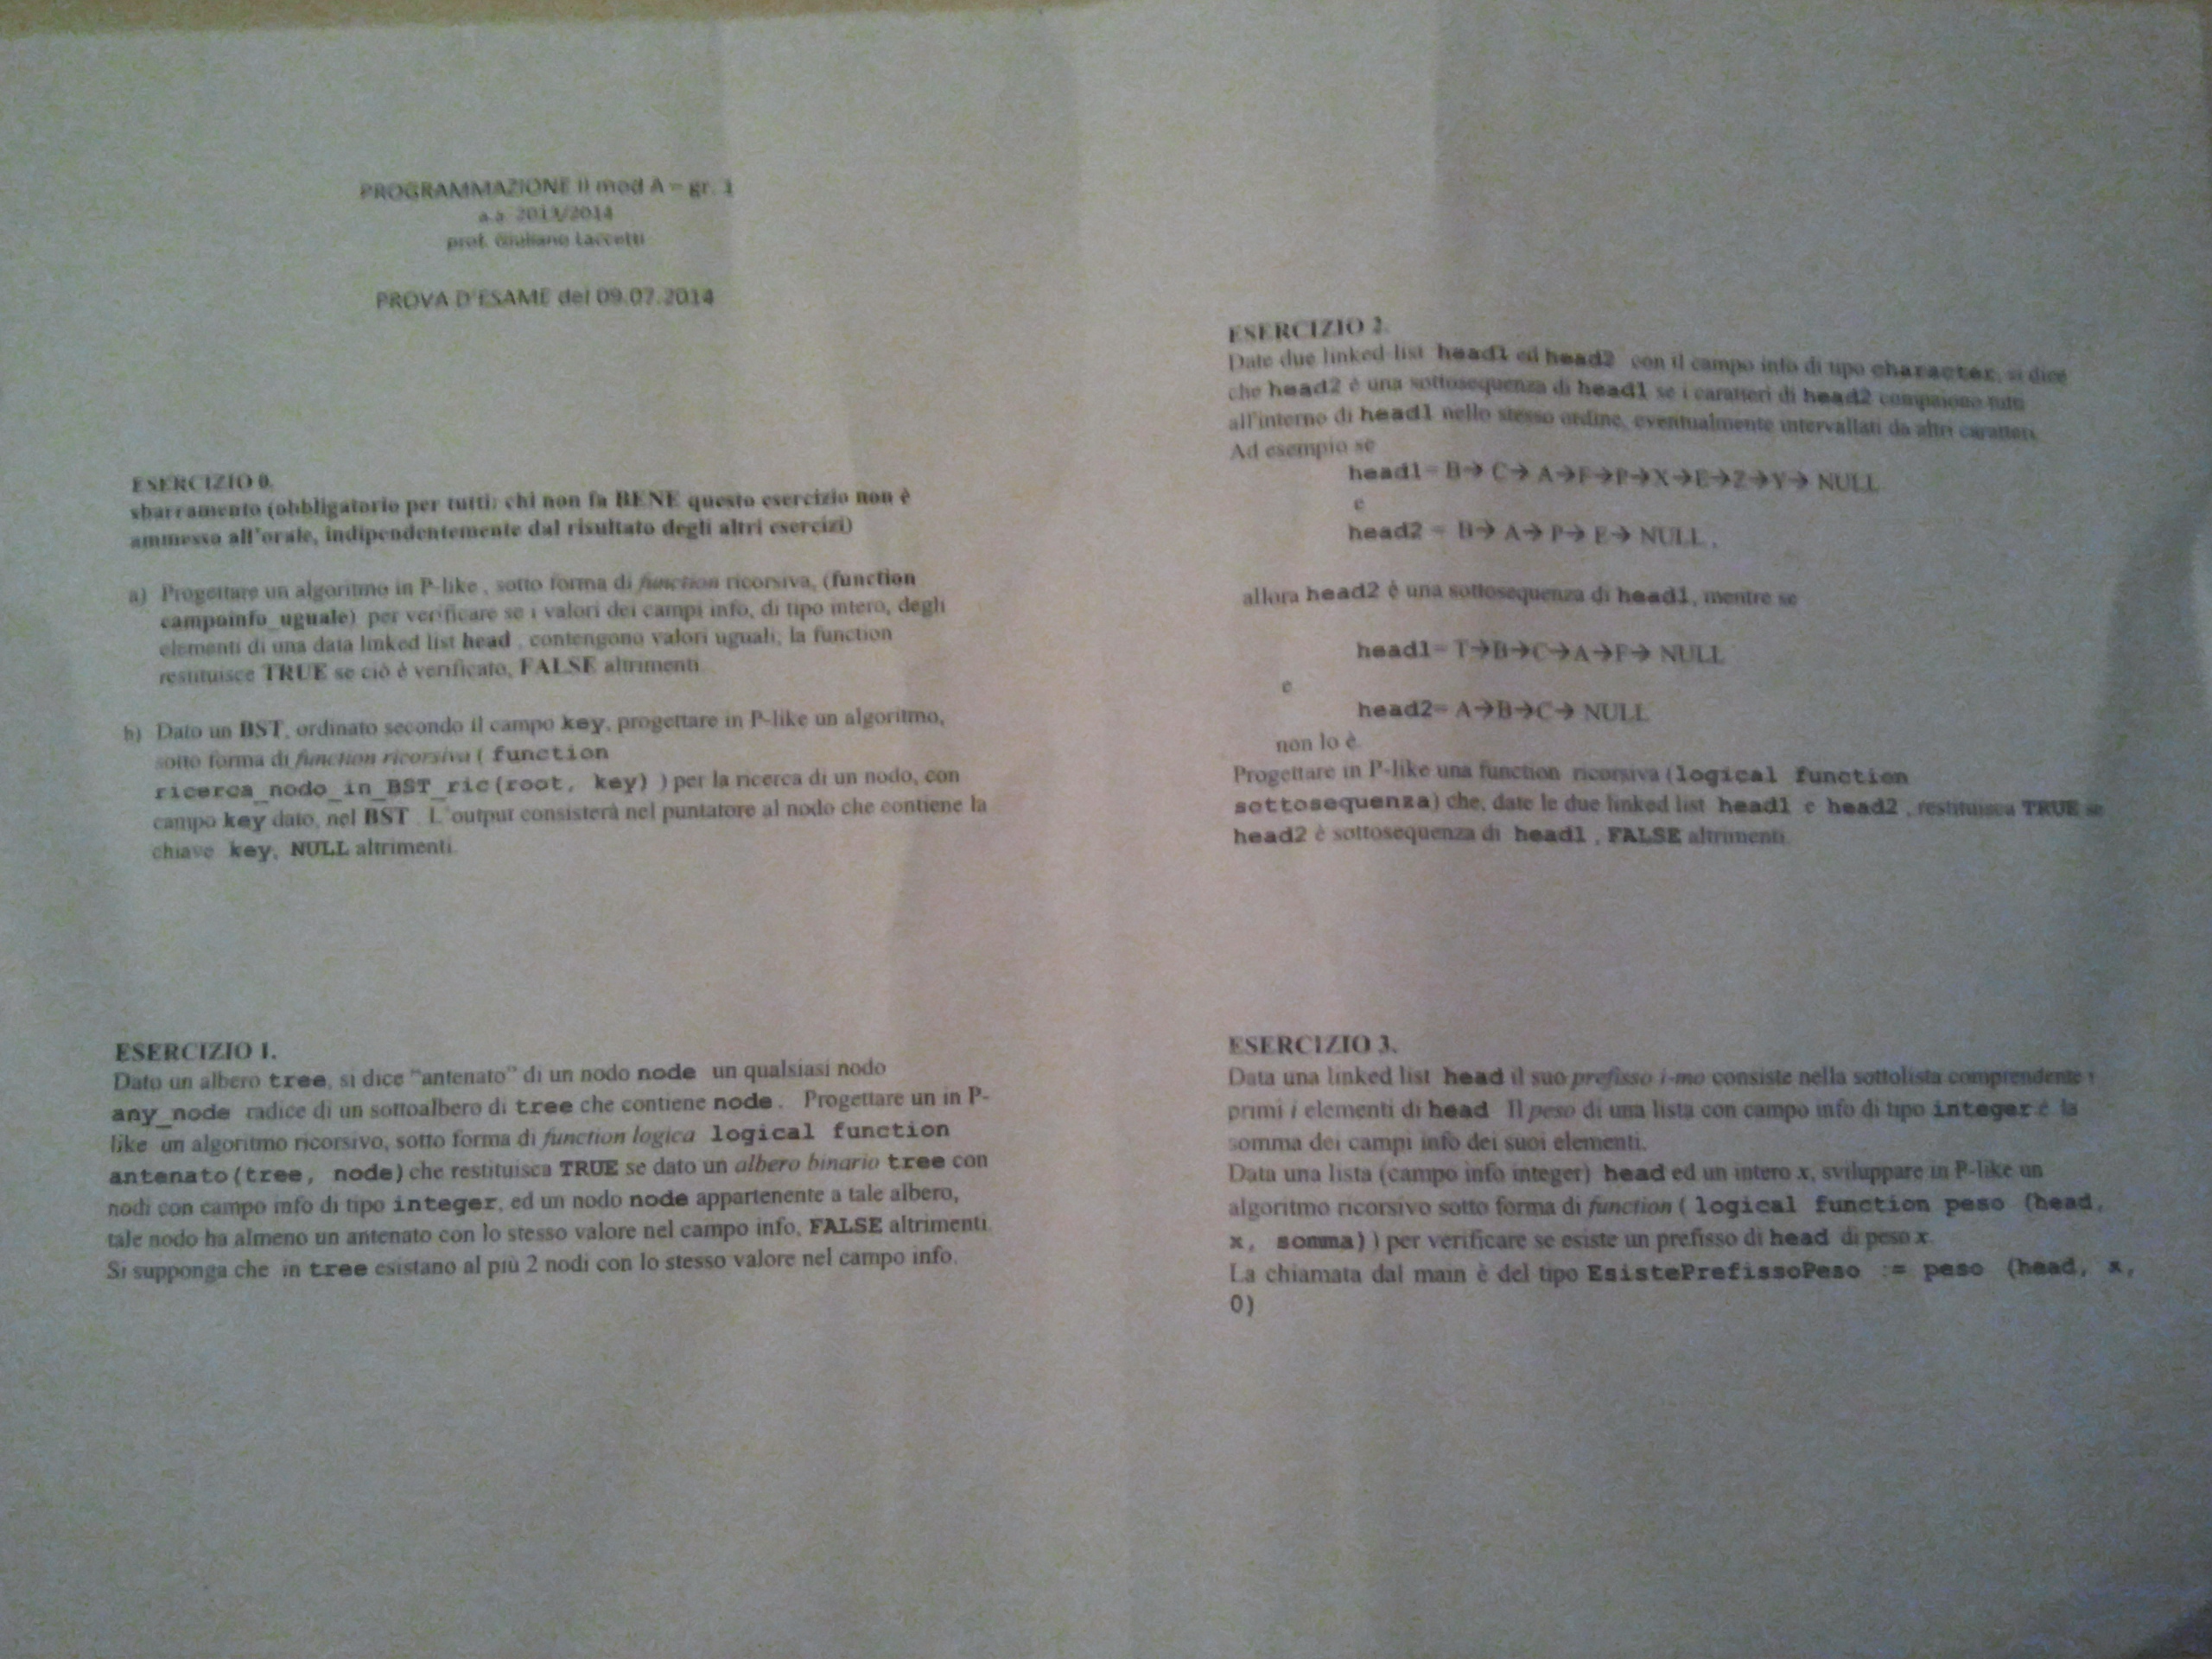 PROGRAMMAZIONE II mod A – gr. 1
a.a. 2013/2014
prof. Giuliano Laccetti
PROVA D'ESAME del 09.07.2014
ESERCIZIO 0.
sbarramento (obbligatorio per tutti: chi non fa BENE questo esercizio non è
ammesso all'orale, indipendentemente dal risultato degli altri esercizi)
a) Progettare un algoritmo in P-like , sotto forma di function ricorsiva, (function
campoinfo_uguale) per verificare se i valori dei campi info, di tipo intero, degli
elementi di una data linked list head , contengono valori uguali; la function
restituisce TRUE se ciò è verificato, FALSE altrimenti.
b) Dato un BST, ordinato secondo il campo key, progettare in P-like un algoritmo,
sotto forma di function ricorsiva ( function
ricerca_nodo_in_BST_ric(root, key) ) per la ricerca di un nodo, con
campo key dato, nel BST . L'output consisterà nel puntatore al nodo che contiene la
chiave key, NULL altrimenti.
ESERCIZIO 1.
Dato un albero tree, si dice "antenato" di un nodo node un qualsiasi nodo
any_node radice di un sottoalbero di tree che contiene node. Progettare un in P-
like un algoritmo ricorsivo, sotto forma di function logica logical function
antenato(tree, node) che restituisca TRUE se dato un albero binario tree con
nodi con campo info di tipo integer, ed un nodo node appartenente a tale albero,
tale nodo ha almeno un antenato con lo stesso valore nel campo info, FALSE altrimenti.
Si supponga che in tree esistano al più 2 nodi con lo stesso valore nel campo info.
ESERCIZIO 2.
Date due linked list head1 ed head2 con il campo info di tipo character, si dice
che head2 è una sottosequenza di head1 se i caratteri di head2 compaiono tutti
all'interno di head1 nello stesso ordine, eventualmente intervallati da altri caratteri.
Ad esempio se
head1= B→ C→ A→F→P→X→E→Z→Y→ NULL
e
head2 = B→ A→ P→ E→ NULL ,
allora head2 è una sottosequenza di head1, mentre se
head1= T→B→C→A→F→ NULL
e
head2= A→B→C→ NULL
non lo è.
Progettare in P-like una function ricorsiva (logical function
sottosequenza) che, date le due linked list head1 e head2 , restituisca TRUE se
head2 è sottosequenza di head1 , FALSE altrimenti.
ESERCIZIO 3.
Data una linked list head il suo prefisso i-mo consiste nella sottolista comprendente i
primi i elementi di head. Il peso di una lista con campo info di tipo integer è la
somma dei campi info dei suoi elementi.
Data una lista (campo info integer) head ed un intero x, sviluppare in P-like un
algoritmo ricorsivo sotto forma di function ( logical function peso (head,
x, somma) ) per verificare se esiste un prefisso di head di peso x.
La chiamata dal main è del tipo EsistePrefissoPeso := peso (head, x,
0)